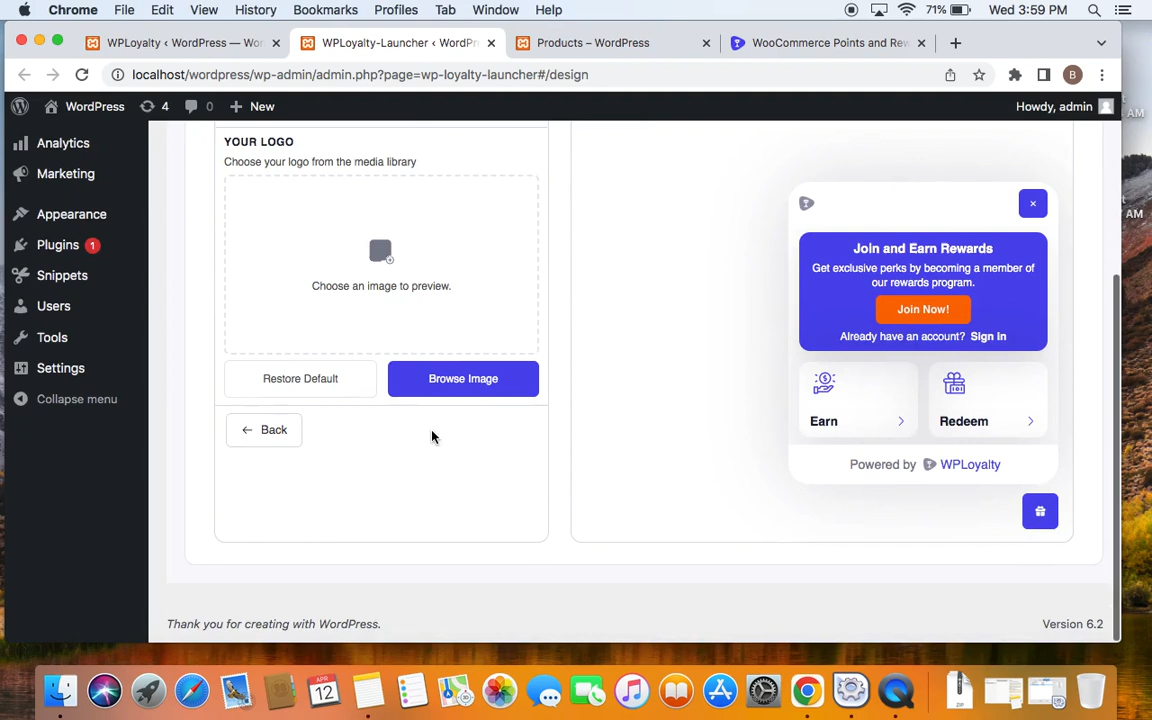 Chrome File Edit View History Bookmarks Profiles Tab Window Help 71% Wed 3:59 PM
WPLoyalty ‹ WordPress — Wor
WPLoyalty-Launcher ‹ WordPr
Products – WordPress
WooCommerce Points and Rew
localhost/wordpress/wp-admin/admin.php?page=wp-loyalty-launcher#/design
B
WordPress 4 0 New Howdy, admin
AM
AM
Analytics
Marketing
Appearance
Plugins 1
Snippets
Users
Tools
Settings
Collapse menu
YOUR LOGO
Choose your logo from the media library
Choose an image to preview.
Restore Default
Browse Image
← Back
×
Join and Earn Rewards
Get exclusive perks by becoming a member of
our rewards program.
Join Now!
Already have an account? Sign in
Earn
Redeem
Powered by WPLoyalty
Thank you for creating with WordPress.
Version 6.2
APR
12
ZIP